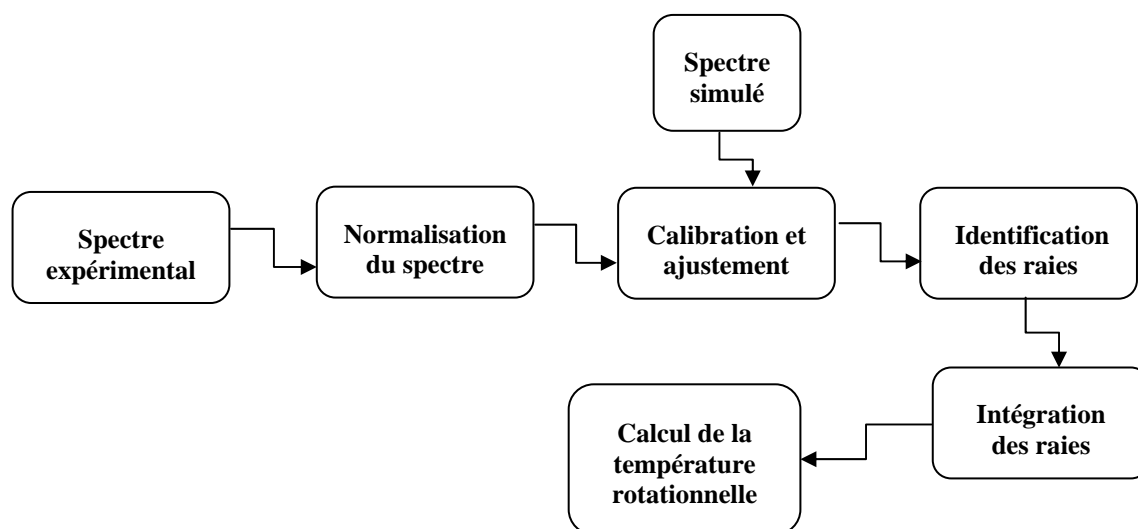 Spectre
simulé
Spectre
expérimental
Normalisation
du spectre
Calibration et
ajustement
Identification
des raies
Intégration
des raies
Calcul de la
température
rotationnelle